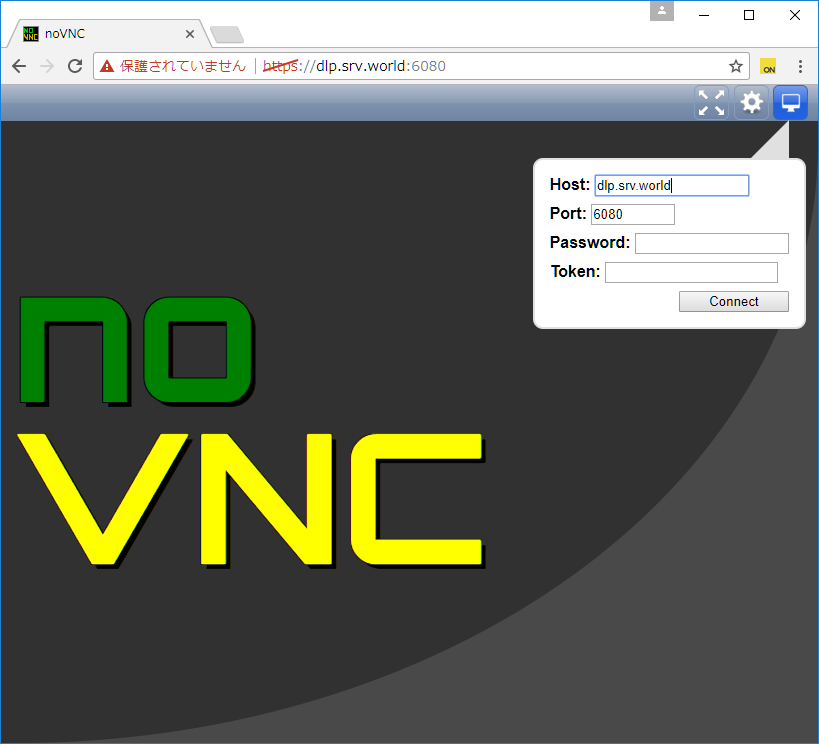 noVNC
保護されていません | https://dlp.srv.world:6080
ON
Host: dlp.srv.world
Port: 6080
Password:
Token:
Connect
no
VNC